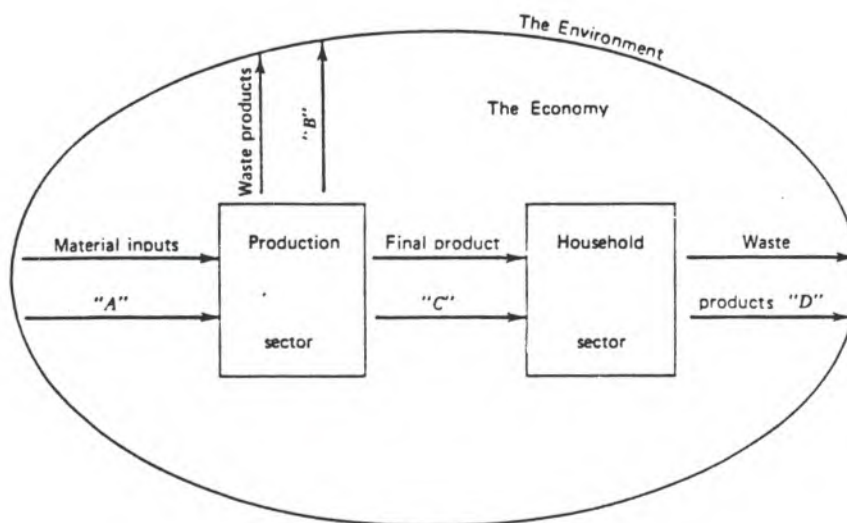 The Environment
The Economy
Waste products
"B"
Material inputs
Production
Final product
Household
Waste
"A"
"C"
products "D"
sector
sector